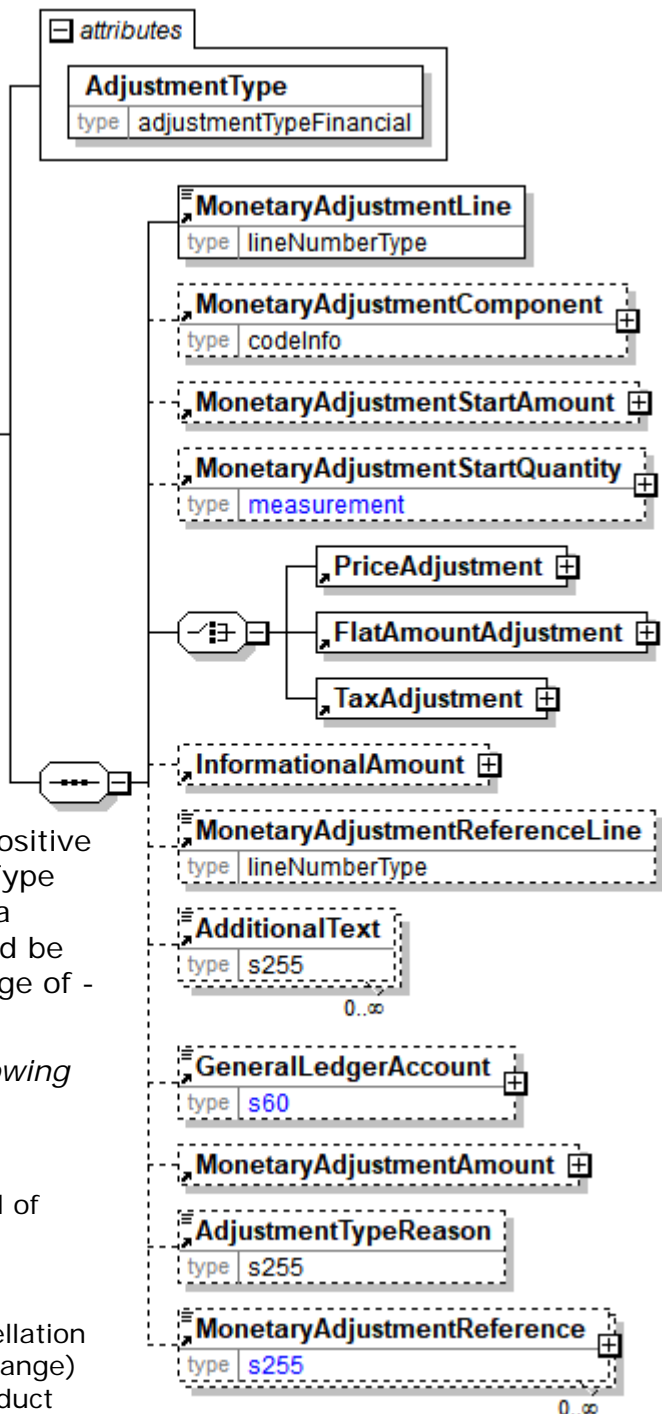 attributes
AdjustmentType
type adjustmentTypeFinancial
MonetaryAdjustmentLine
type lineNumberType
MonetaryAdjustmentComponent
type codeInfo
MonetaryAdjustmentStartAmount
MonetaryAdjustmentStartQuantity
type measurement
PriceAdjustment
FlatAmountAdjustment
TaxAdjustment
InformationalAmount
MonetaryAdjustmentReferenceLine
type lineNumberType
AdditionalText
type s255
0..∞
GeneralLedgerAccount
type s60
MonetaryAdjustmentAmount
AdjustmentTypeReason
type s255
MonetaryAdjustmentReference
type s255
0..∞
ositive
ype
a
d be
ge of -
owing
l of
ellation
ange)
duct